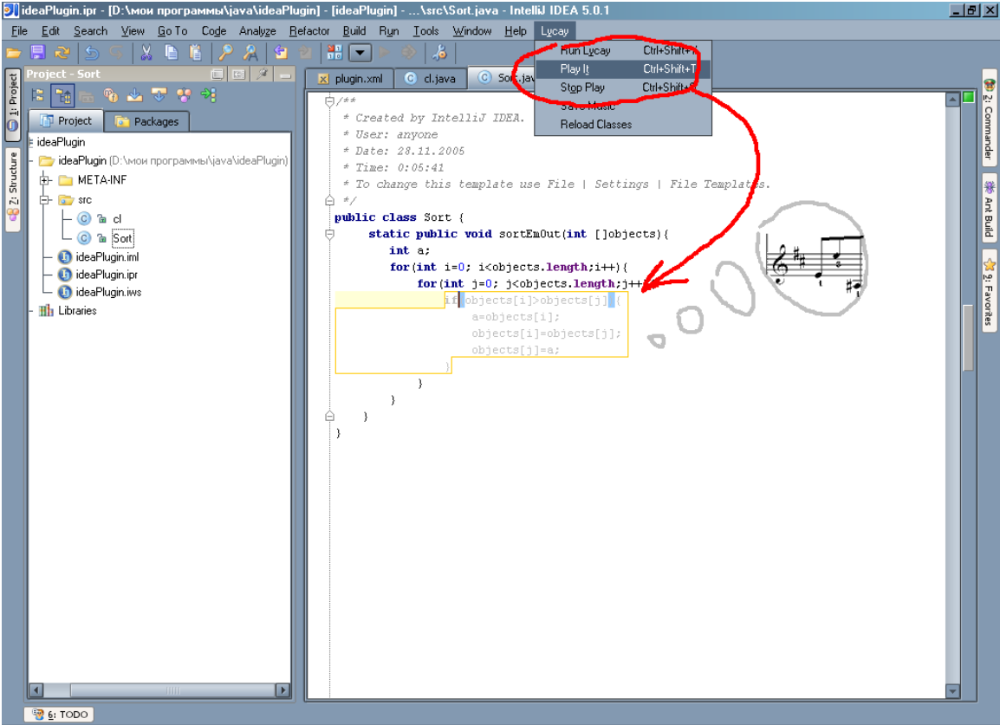 ideaPlugin.ipr - [D:\мои программы\java\ideaPlugin] - [ideaPlugin] - ...\src\Sort.java - IntelliJ IDEA 5.0.1
File Edit Search View Go To Code Analyze Refactor Build Run Tools Window Help Lycay
Run Lycay Ctrl+Shift+
Play It Ctrl+Shift+T
Stop Play Ctrl+Shift+
Save Music
Reload Classes
Project - Sort
Project Packages
1: Project
7: Structure
ideaPlugin
ideaPlugin (D:\мои программы\java\ideaPlugin)
META-INF
src
cl
Sort
ideaPlugin.iml
ideaPlugin.ipr
ideaPlugin.iws
Libraries
plugin.xml cl.java Sort.jav
/**
* Created by IntelliJ IDEA.
* User: anyone
* Date: 28.11.2005
* Time: 0:05:41
* To change this template use File | Settings | File Templates.
*/
public class Sort {
static public void sortEmOut(int []objects){
int a;
for(int i=0; i<objects.length;i++){
for(int j=0; j<objects.length;j++
if objects[i]>objects[j] {
a=objects[i];
objects[i]=objects[j];
objects[j]=a;
}
}
}
}
}
2: Commander
Ant Build
9: Favorites
6: TODO